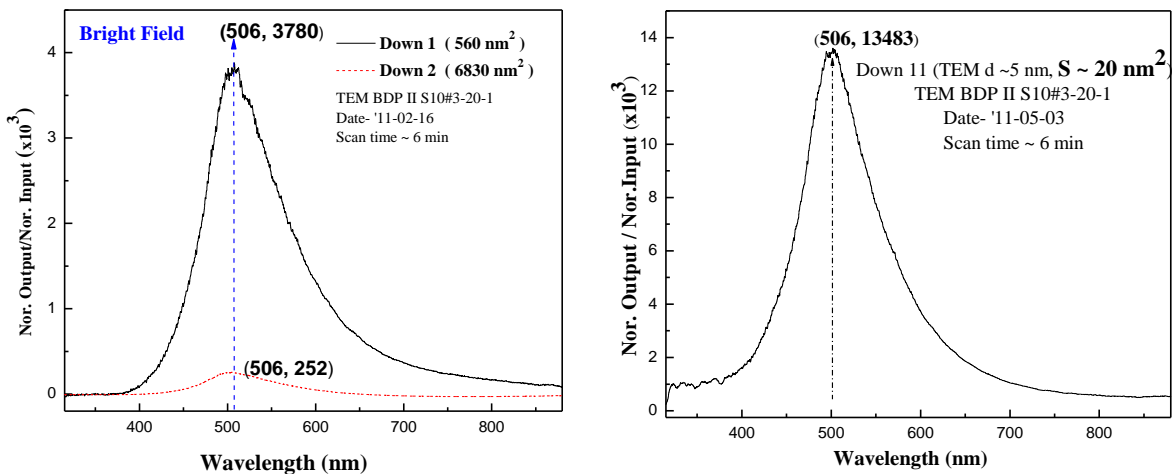 Bright Field
(506, 3780)
Down 1 ( 560 nm²)
Down 2 ( 6830 nm²)
TEM BDP II S10#3-20-1
Date- '11-02-16
Scan time ~ 6 min
(506, 252)
Nor. Output/Nor. Input (x10³)
4
3
2
1
0
400 500 600 700 800
Wavelength (nm)
(506, 13483)
Down 11 (TEM d ~5 nm, S ~ 20 nm²)
TEM BDP II S10#3-20-1
Date- '11-05-03
Scan time ~ 6 min
Nor. Output / Nor.Input (x10³)
14
12
10
8
6
4
2
0
400 500 600 700 800
Wavelength (nm)